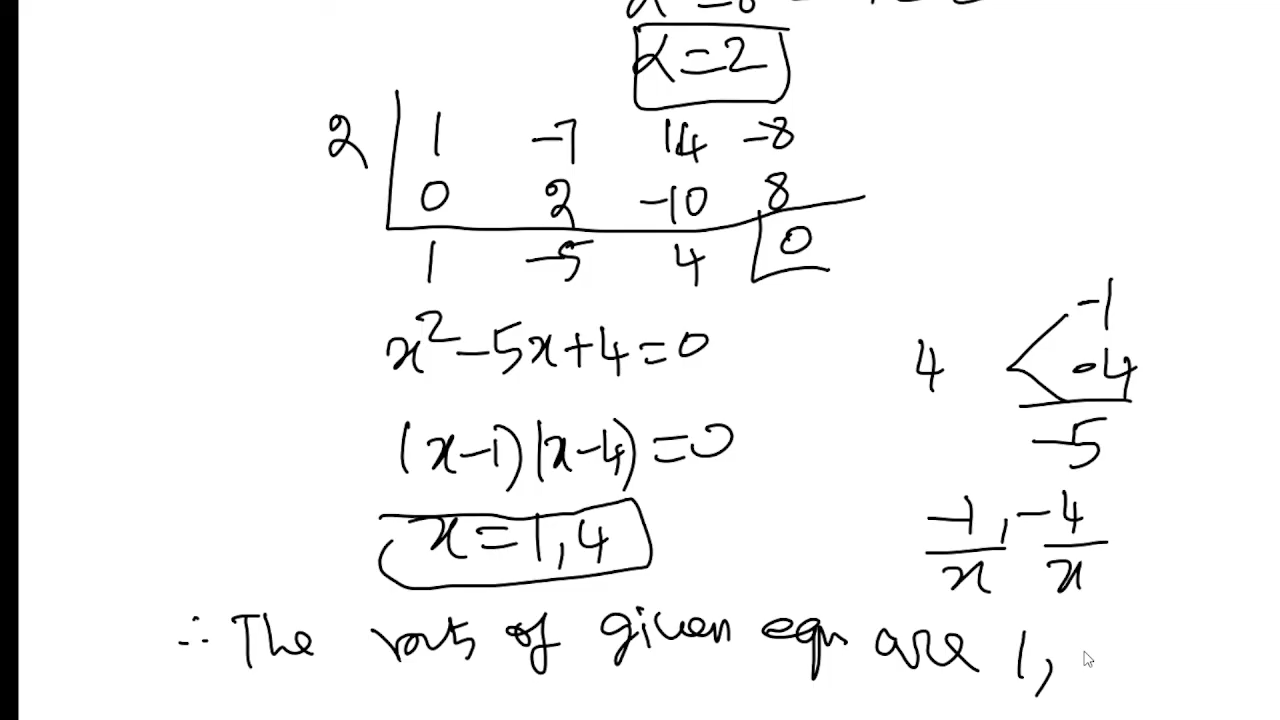 α = 2
2 | 1 -7 14 -8
0 2 -10 8
1 -5 4 0
x² - 5x + 4 = 0
4 < -1
-4
-5
(x-1)(x-4) = 0
x = 1, 4
-1/x, -4/x
∴ The roots of given equn are 1,